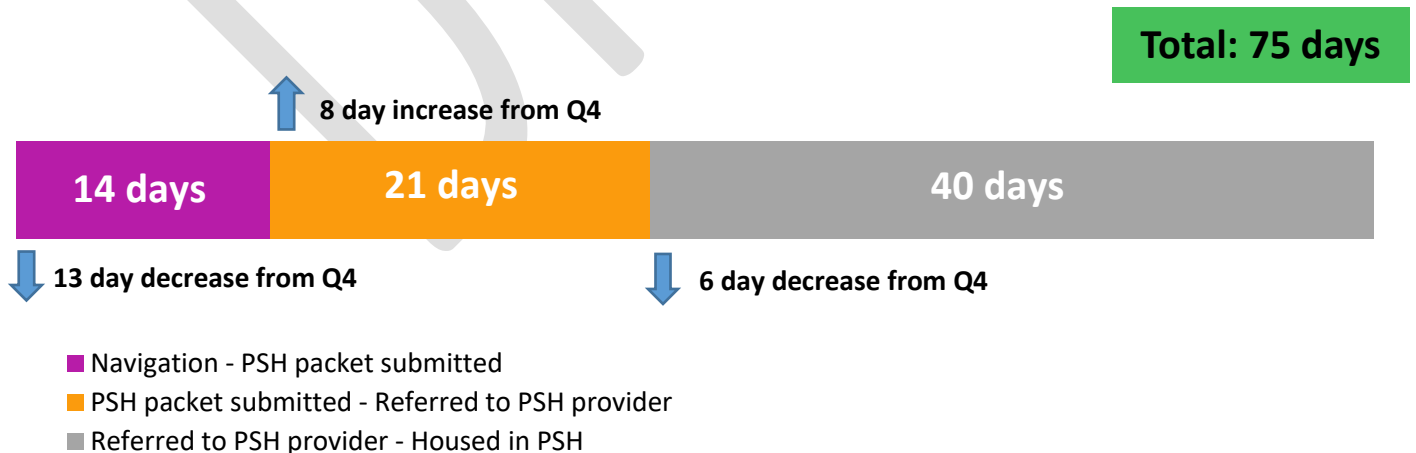 Total: 75 days
8 day increase from Q4
14 days
21 days
40 days
13 day decrease from Q4
6 day decrease from Q4
Navigation - PSH packet submitted
PSH packet submitted - Referred to PSH provider
Referred to PSH provider - Housed in PSH